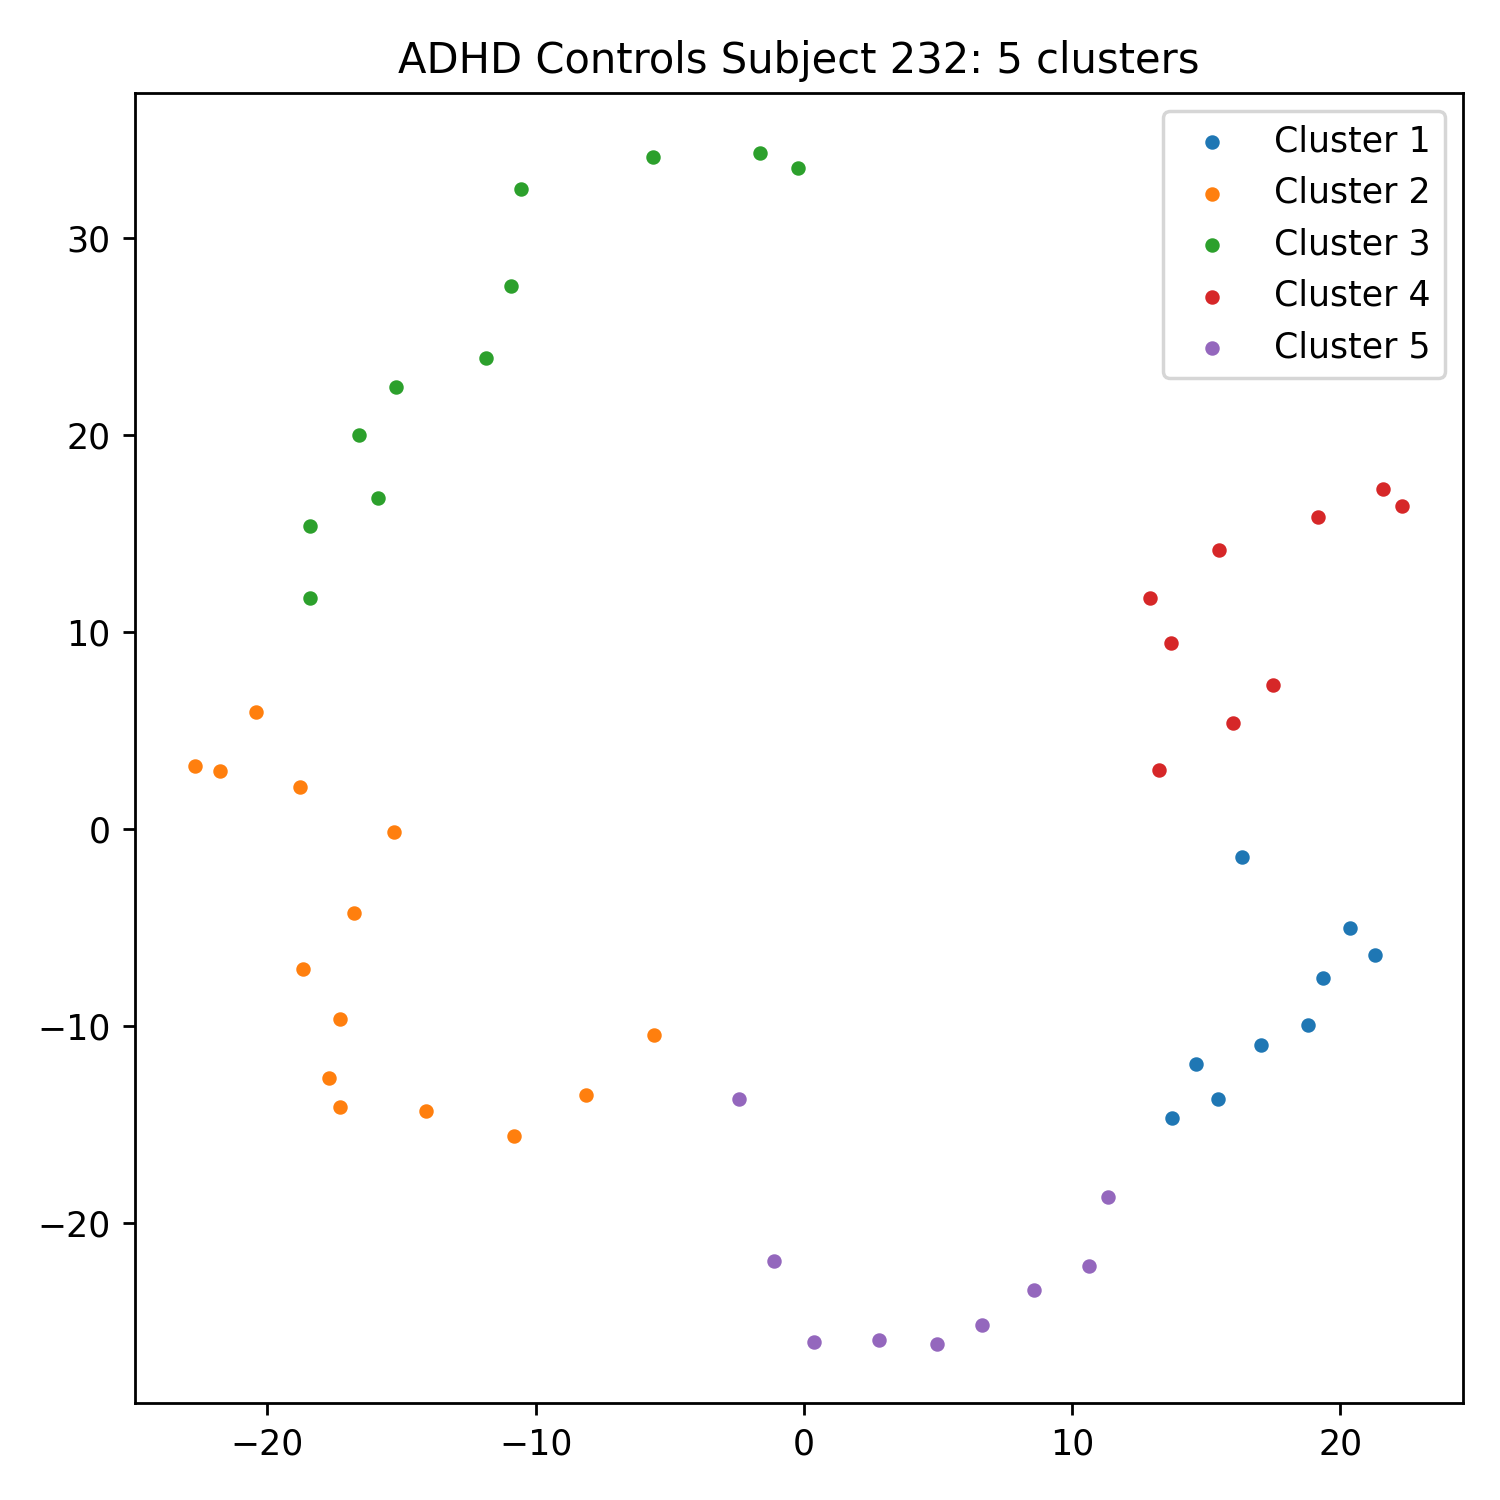 ADHD Controls Subject 232: 5 clusters
Cluster 1
Cluster 2
Cluster 3
Cluster 4
Cluster 5
30
20
10
0
−10
−20
−20 −10 0 10 20